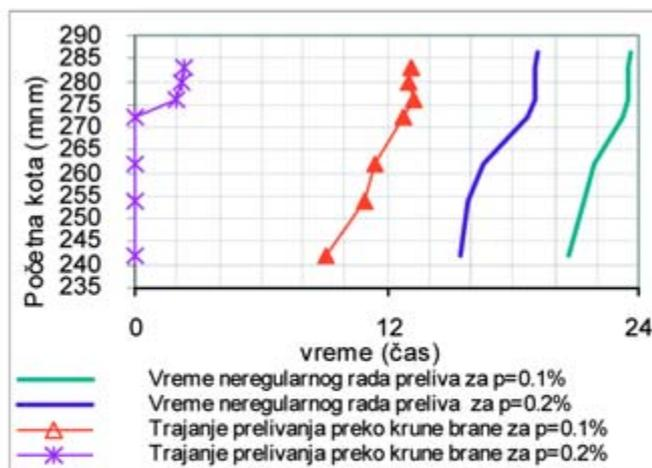 290
285
280
275
270
265
260
255
250
245
240
235
Početna kota (mnm)
0 12 24
vreme (čas)
Vreme neregularnog rada preliva za p=0.1%
Vreme neregularnog rada preliva za p=0.2%
Trajanje prelivanja preko krune brane za p=0.1%
Trajanje prelivanja preko krune brane za p=0.2%